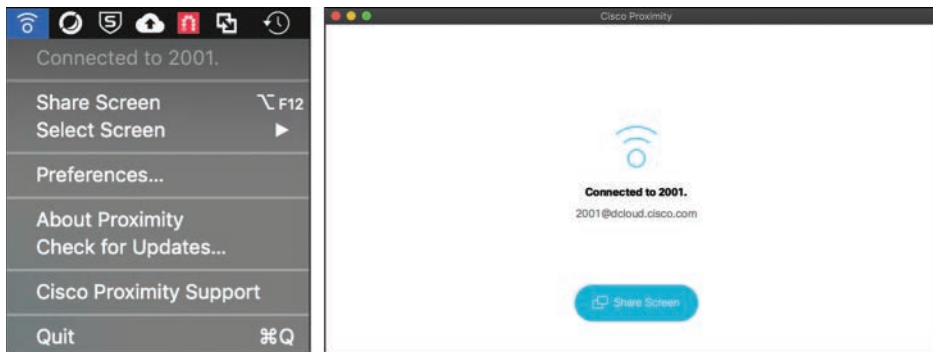 Connected to 2001.
Share Screen ⌥ F12
Select Screen ▶
Preferences...
About Proximity
Check for Updates...
Cisco Proximity Support
Quit ⌘Q
Cisco Proximity
Connected to 2001.
2001@dcloud.cisco.com
Share Screen